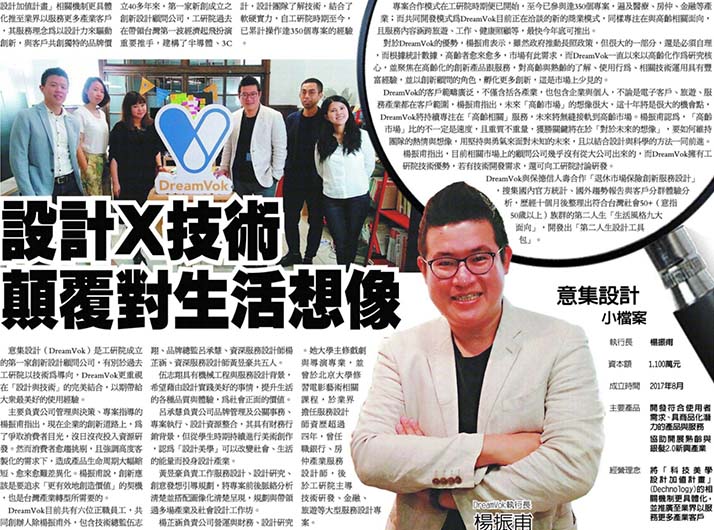 設計加值計畫」相關機制更具體
化推至業界以服務更多產業客戶
,其服務理念爲以設計力來驅動
創新,與客戶共創獨特的品牌價
立40多年來,第一家新創成立之
創新設計顧問公司,工研院過去
在帶領台灣第一波經濟起飛扮演
重要推手,建構了半導體、3C
計,設計團隊了解技術,結合了
軟硬實力,自工研院時期至今,
已累計操作達350個專案的經驗
DreamVok
設計X技術
顛覆對生活想像
專案合作模式在工研院時期便已開始,至今已參與達350個專案,遍及醫療、房仲、金融等產
業;而共同開發模式爲DreamVok目前正在洽談的新的商業模式,同樣專注在與高齡相關面向,
且服務內容涵跨旅遊、工作、健康照顧等,最快今年底可推出。
對於DreamVok的優勢,楊振甫表示,雖然政府推動長照政策,但很大的一部分,還是必須自理
,而根據統計數據,高齡者愈來愈多,市場有此需求,而DreamVok一直以來以高齡化作爲研究核
心,並聚焦在高齡化的創新產品跟服務,對高齡與熟齡的了解、使用行爲、相關技術運用具有豐
富經驗,並以創新顧問的角色,孵化更多創新,這是市場上少見的。
DreamVok的客戶範疇廣泛,不僅含括各產業,也包含企業與個人,不論是電子客戶、旅遊、服
務產業都在客戶範圍,楊振甫指出,未來「高齡市場」的想像很大,這十年將是很大的機會點,
DreamVok將持續專注在「高齡相關」服務,未來將無縫接軌到高齡市場。楊振甫認爲,「高齡
市場」比的不一定是速度,且重質不重量,獲勝關鍵將在於「對於未來的想像」,要如何維持
團隊的熱情與想像,用堅持與勇氣來面對未知的未來,且以結合設計與科學的方法一同前進。
楊振甫指出,目前相關市場上的顧問公司幾乎沒有從大公司出來的,而DreamVok擁有工
研院技術優勢,若有技術開發需求,還可向工研院討論研發。
DreamVok與保德信人壽合作「退休市場保險創新服務設計」
,搜集國內官方統計、國外趨勢報告與客戶分群體驗分
析,歷經十個月後整理出符合台灣社會50+(意指
50歲以上)族群的第二人生「生活風格九大
面向」,開發出「第二人生設計工具
包」。
意集設計(DreamVok)是工研院成立
的第一家創新設計顧問公司,有別於過去
工研院以技術爲導向,DreamVok更重視
在「設計與技術」的完美結合,以期帶給
大衆最美好的使用經驗。
主要負責公司管理與決策、專案指導的
楊振甫指出,現在企業的創新道路上,爲
了爭取消費者目光,沒日沒夜投入資源研
發。然而消費者愈趨挑剔,且強調高度客
製化的需求下,造成產品生命周期大幅縮
短、愈來愈難差異化。楊振甫說,創新應
該是要追求「更有效地創造價值」的契機
,也是台灣產業轉型所需要的。
DreamVok目前共有六位正職員工,共
同創辦人除楊振甫外,包含技術總監伍志
翔、品牌總監呂承慧、資深服務設計師楊
芷涵、資深服務設計師黃昱豪共五人。
伍志翔具有機械工程與服務設計背景,
希望藉由設計實踐美好的事情,提升生活
的各種品質與體驗,爲社會正面的價值。
呂承慧負責公司品牌管理及公關事務、
專案執行、設計資源整合,其具有財務行
銷背景,但從學生時期持續進行美術創作
,認爲「設計美學」可以改變社會、生活
的能量而投身設計產業。
黃昱豪負責工作服務設計、設計研究、
創意發想引導規劃,將專案前後脈絡分析
清楚並搭配圖像化清楚呈現,規劃與帶領
過多場產業及社會設計工作坊。
楊芷涵負責公司營運與財務、設計研究
。她大學主修戲劇
與導演專業,並
曾於北京大學修
習電影藝術相關
課程,於業界
擔任服務設計
師資歷超過
四年,曾任
職銀行、房
仲產業服務
設計師,後
於工研院主導
技術研發、金融、
旅遊等大型服務設計
專案。
DreamVok執行長
楊振甫
意集設計
小檔案
執行長 楊振甫
資本額 1,100萬元
成立時間 2017年8月
主要產品 開發符合使用者
需求、具商品化潛
力的產品與服務
協助開展熟齡與
銀髮2.0新興產業
經營理念 將「科技美學
設計加值計畫」
(Dechnology)的相
關機制更具體化,
並推廣至業界以服
務更多產業客戶